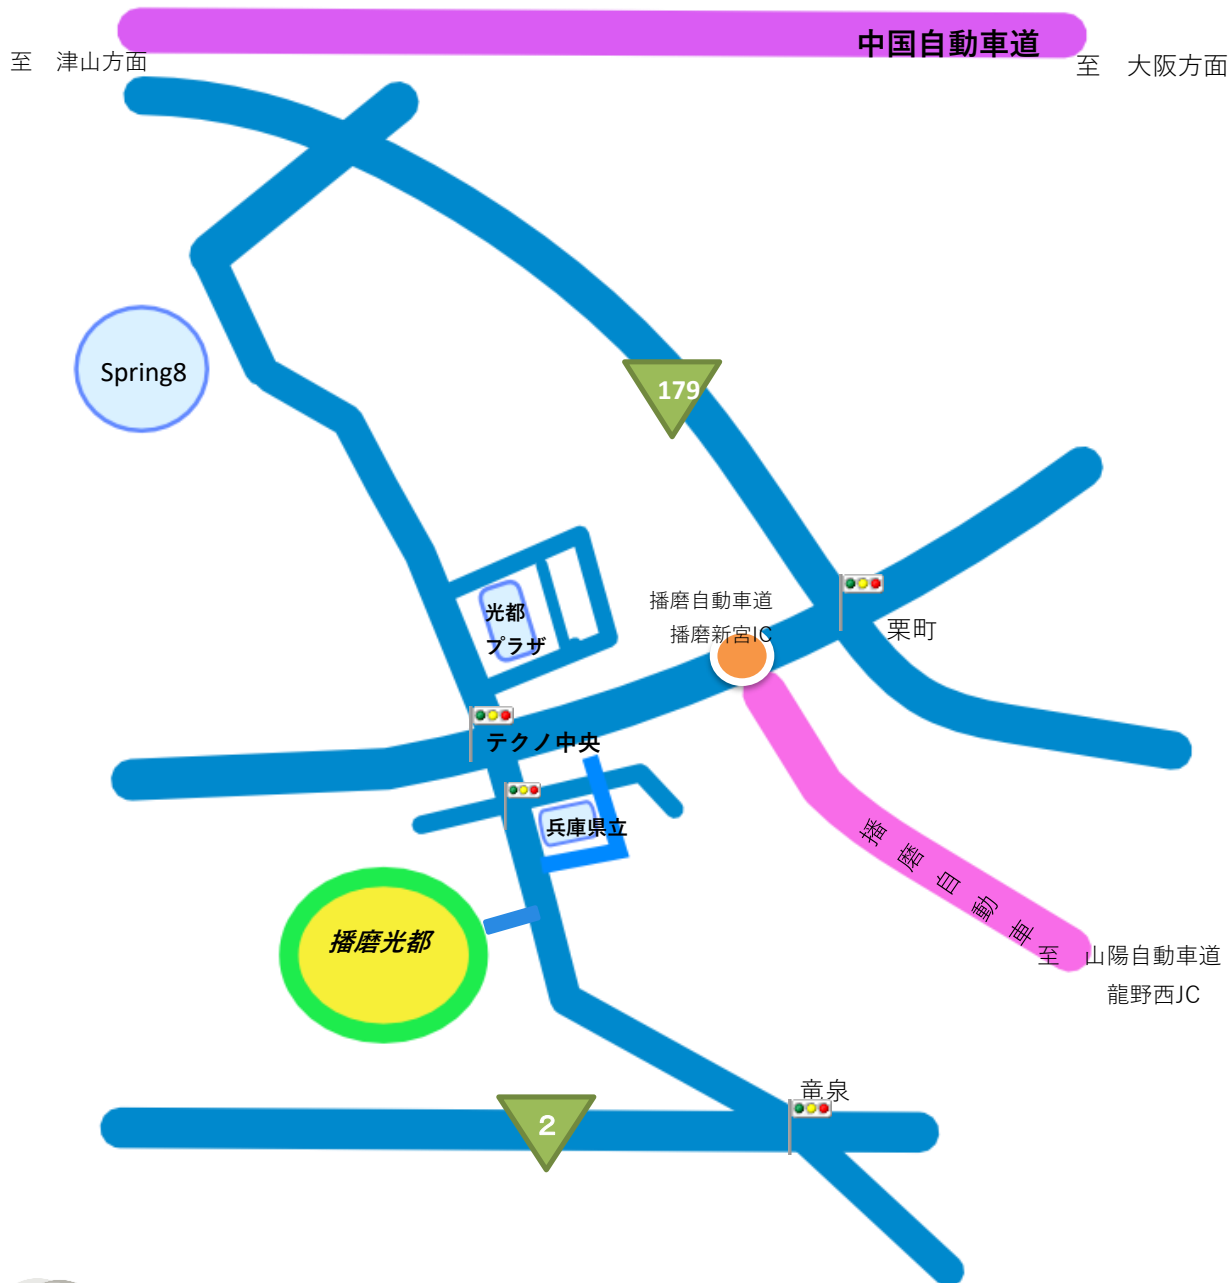 中国自動車道
至　津山方面
至　大阪方面
Spring8
179
播磨自動車道
播磨新宮IC
栗町
光都
プラザ
テクノ中央
兵庫県立
播磨自動車
播磨光都
至　山陽自動車道
龍野西JC
竜泉
2